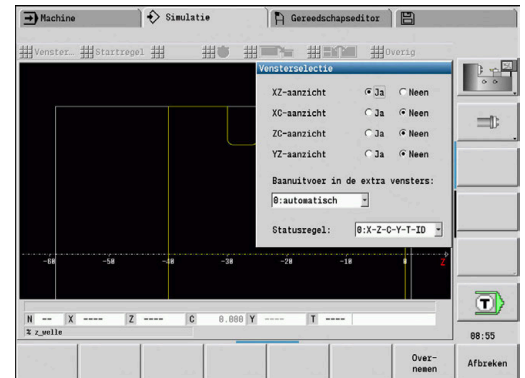 Machine Simulatie Gereedschapseditor
Venster… Startregel Overig
Vensterselectie
XZ-aanzicht Ja Neen
XC-aanzicht Ja Neen
ZC-aanzicht Ja Neen
YZ-aanzicht Ja Neen
Baanuitvoer in de extra vensters:
0:automatisch
Statusregel: 0:X-Z-C-Y-T-ID
-60 -50 -40 -30 -20 -10 0 Z
N -- X ---- Z ---- C 0.000 Y ---- T ----
% z_welle
T
08:55
Over-
nemen
Afbreken